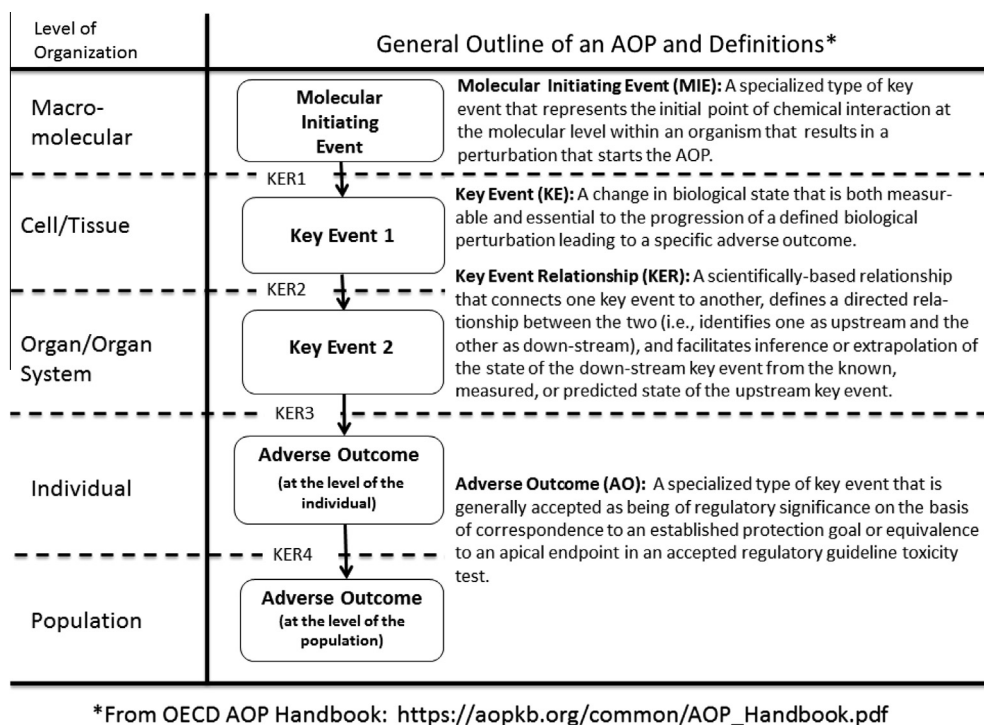 Level of
Organization
General Outline of an AOP and Definitions*
Macro-
molecular
Molecular
Initiating
Event
Molecular Initiating Event (MIE): A specialized type of key
event that represents the initial point of chemical interaction at
the molecular level within an organism that results in a
perturbation that starts the AOP.
KER1
Cell/Tissue
Key Event 1
Key Event (KE): A change in biological state that is both measur-
able and essential to the progression of a defined biological
perturbation leading to a specific adverse outcome.
KER2
Key Event Relationship (KER): A scientifically-based relationship
that connects one key event to another, defines a directed rela-
tionship between the two (i.e., identifies one as upstream and the
other as down-stream), and facilitates inference or extrapolation of
the state of the down-stream key event from the known,
measured, or predicted state of the upstream key event.
Organ/Organ
System
Key Event 2
KER3
Individual
Adverse Outcome
(at the level of the
individual)
Adverse Outcome (AO): A specialized type of key event that is
generally accepted as being of regulatory significance on the basis
of correspondence to an established protection goal or equivalence
to an apical endpoint in an accepted regulatory guideline toxicity
test.
KER4
Population
Adverse Outcome
(at the level of the
population)
*From OECD AOP Handbook: https://aopkb.org/common/AOP_Handbook.pdf